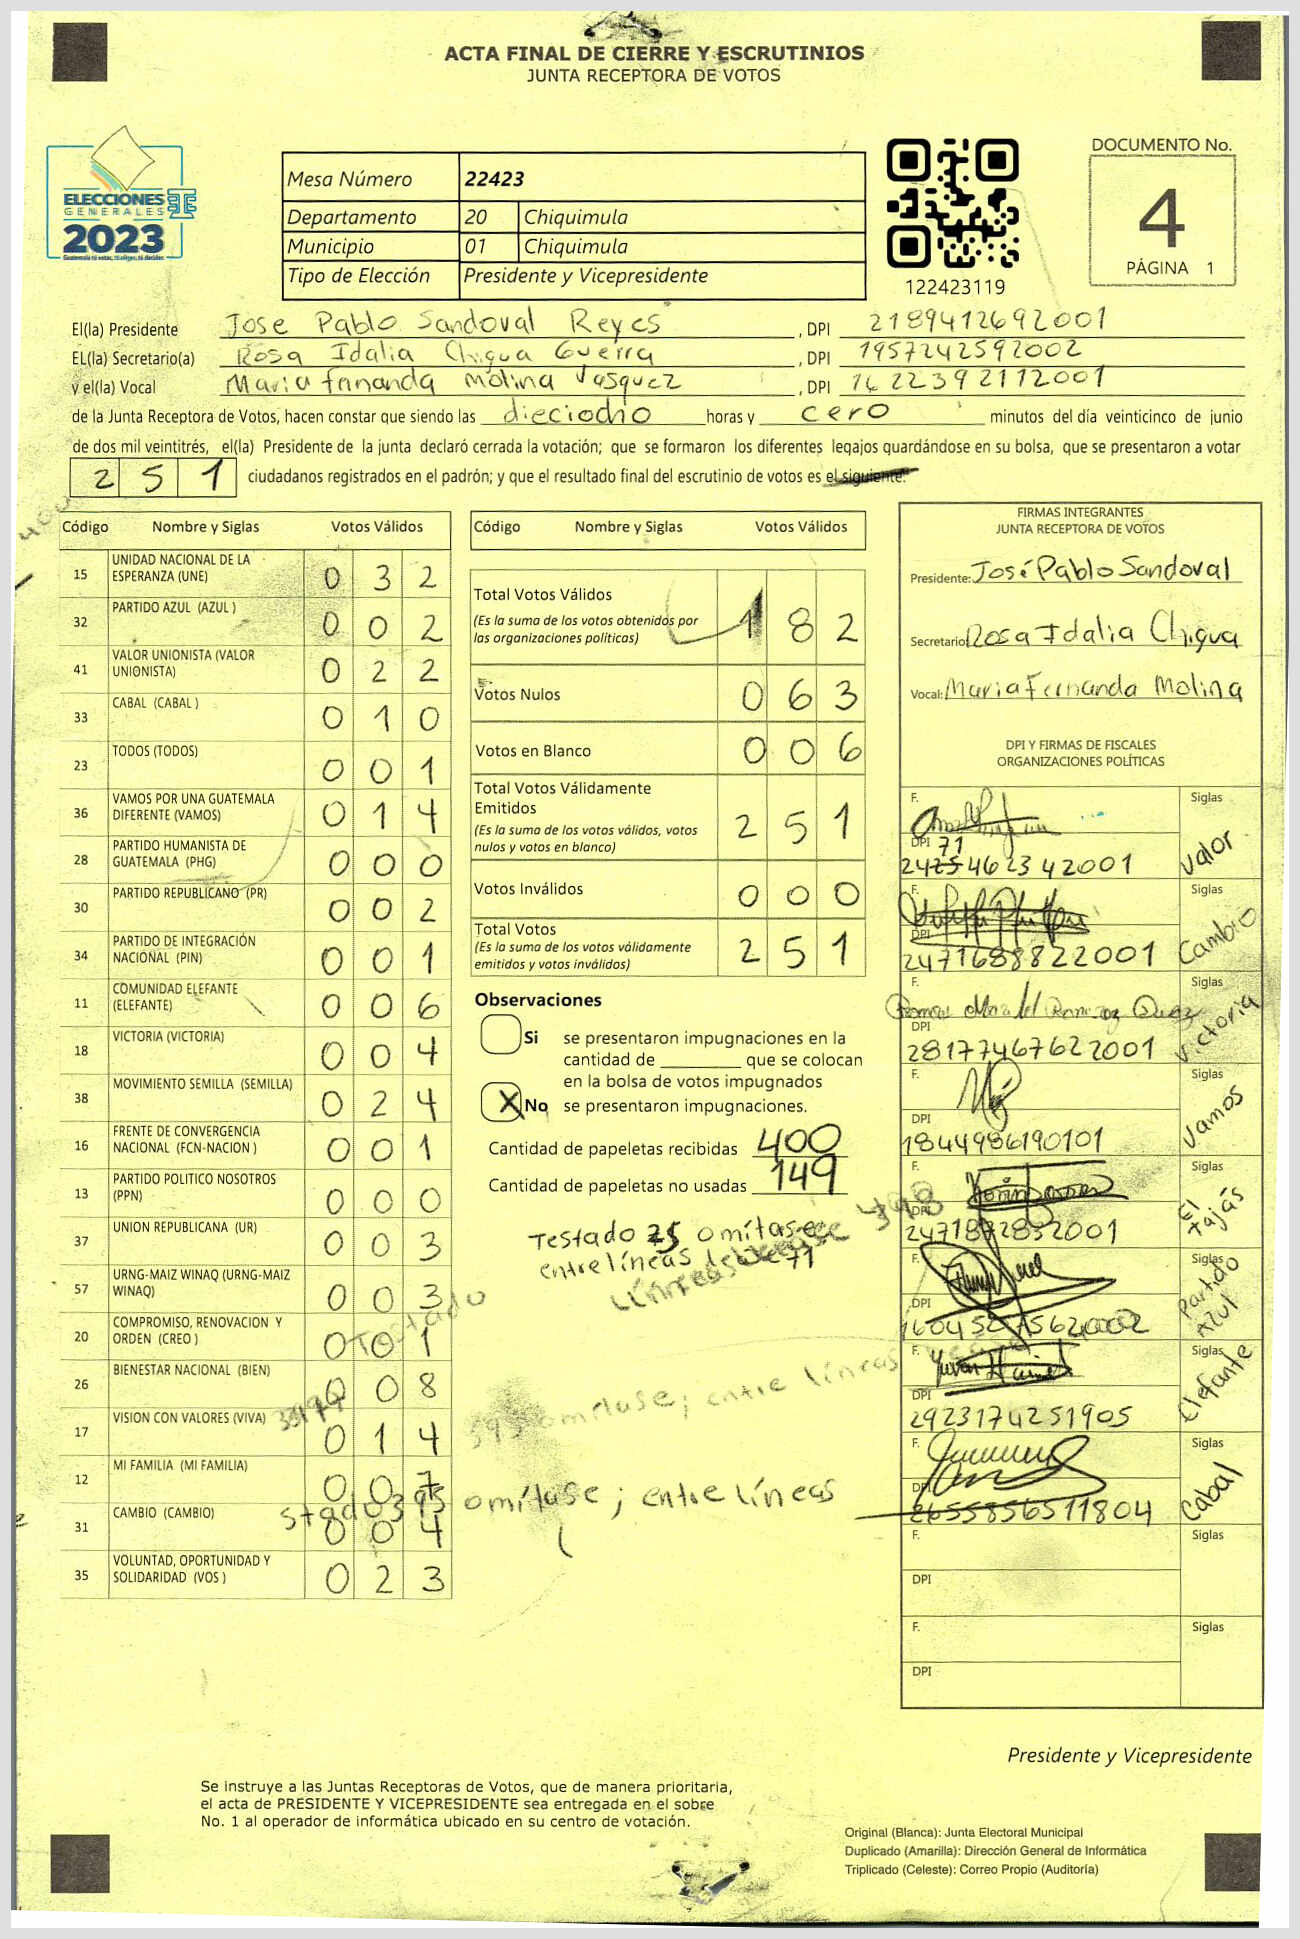 ACTA FINAL DE CIERRE Y ESCRUTINIOS
JUNTA RECEPTORA DE VOTOS
ELECCIONES
GENERALES
2023
Guatemala tú votas, tú eliges, tú decides.
Mesa Número 22423
Departamento 20 Chiquimula
Municipio 01 Chiquimula
Tipo de Elección Presidente y Vicepresidente
122423119
DOCUMENTO No.
4
PÁGINA 1
El(la) Presidente Jose Pablo Sandoval Reyes, DPI 2189412692001
EL(la) Secretario(a) Rosa Idalia Chigua Guerra, DPI 1957242592002
y el(la) Vocal Maria frnanda Molina Vasquez, DPI 1622392112001
de la Junta Receptora de Votos, hacen constar que siendo las dieciocho horas y cero minutos del día veinticinco de junio
de dos mil veintitrés, el(la) Presidente de la junta declaró cerrada la votación; que se formaron los diferentes legajos guardándose en su bolsa, que se presentaron a votar
251 ciudadanos registrados en el padrón; y que el resultado final del escrutinio de votos es el siguiente:
Código Nombre y Siglas Votos Válidos
15 UNIDAD NACIONAL DE LA ESPERANZA (UNE) 0 3 2
32 PARTIDO AZUL (AZUL ) 0 0 2
41 VALOR UNIONISTA (VALOR UNIONISTA) 0 2 2
33 CABAL (CABAL ) 0 1 0
23 TODOS (TODOS) 0 0 1
36 VAMOS POR UNA GUATEMALA DIFERENTE (VAMOS) 0 1 4
28 PARTIDO HUMANISTA DE GUATEMALA (PHG) 0 0 0
30 PARTIDO REPUBLICANO (PR) 0 0 2
34 PARTIDO DE INTEGRACIÓN NACIONAL (PIN) 0 0 1
11 COMUNIDAD ELEFANTE (ELEFANTE) 0 0 6
18 VICTORIA (VICTORIA) 0 0 4
38 MOVIMIENTO SEMILLA (SEMILLA) 0 2 4
16 FRENTE DE CONVERGENCIA NACIONAL (FCN-NACION ) 0 0 1
13 PARTIDO POLITICO NOSOTROS (PPN) 0 0 0
37 UNION REPUBLICANA (UR) 0 0 3
57 URNG-MAIZ WINAQ (URNG-MAIZ WINAQ) 0 0 3
20 COMPROMISO, RENOVACION Y ORDEN (CREO ) 0 0 1
26 BIENESTAR NACIONAL (BIEN) 0 0 8
17 VISION CON VALORES (VIVA) 0 1 4
12 MI FAMILIA (MI FAMILIA) 0 0 7
31 CAMBIO (CAMBIO) 0 0 4
35 VOLUNTAD, OPORTUNIDAD Y SOLIDARIDAD (VOS ) 0 2 3
Código Nombre y Siglas Votos Válidos
Total Votos Válidos 1 8 2
(Es la suma de los votos obtenidos por
las organizaciones políticas)
Votos Nulos 0 6 3
Votos en Blanco 0 0 6
Total Votos Válidamente
Emitidos 2 5 1
(Es la suma de los votos válidos, votos
nulos y votos en blanco)
Votos Inválidos 0 0 0
Total Votos 2 5 1
(Es la suma de los votos válidamente
emitidos y votos inválidos)
Observaciones
Si se presentaron impugnaciones en la
cantidad de ________ que se colocan
en la bolsa de votos impugnados
X No se presentaron impugnaciones.
Cantidad de papeletas recibidas 400
Cantidad de papeletas no usadas 149
Testado 25 omítase
entrelíneas 71
Testado
omítase; entre líneas
omítase; entre líneas
FIRMAS INTEGRANTES
JUNTA RECEPTORA DE VOTOS
Presidente: José Pablo Sandoval
Secretario Rosa Idalia Chigua
Vocal: Maria Fernanda Molina
DPI Y FIRMAS DE FISCALES
ORGANIZACIONES POLÍTICAS
F. Siglas Valor
71
DPI 2425462342001
F. Siglas Cambio
DPI 2471688822001
F. Siglas Victoria
DPI 2817746762001
F. Siglas Vamos
DPI 1844986190101
F. Siglas
DPI 2471872832001
F. Siglas Partido Azul
DPI
F. Siglas Elefante
DPI 2923174251905
F. Siglas Cabal
DPI 2655856511804
F. Siglas
DPI
F. Siglas
DPI
Presidente y Vicepresidente
Se instruye a las Juntas Receptoras de Votos, que de manera prioritaria,
el acta de PRESIDENTE Y VICEPRESIDENTE sea entregada en el sobre
No. 1 al operador de informática ubicado en su centro de votación.
Original (Blanca): Junta Electoral Municipal
Duplicado (Amarilla): Dirección General de Informática
Triplicado (Celeste): Correo Propio (Auditoría)